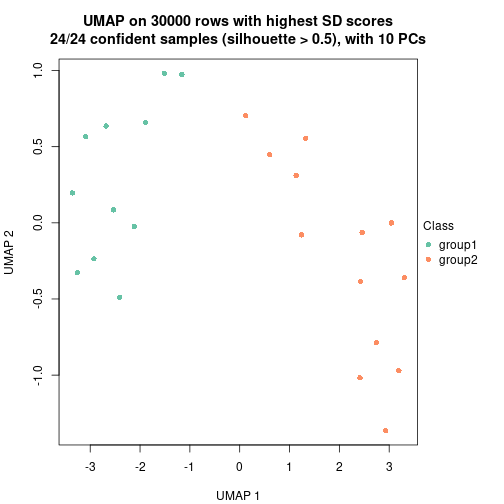 UMAP on 30000 rows with highest SD scores
24/24 confident samples (silhouette > 0.5), with 10 PCs
1.0
0.5
0.0
-0.5
-1.0
UMAP 2
Class
group1
group2
-3 -2 -1 0 1 2 3
UMAP 1